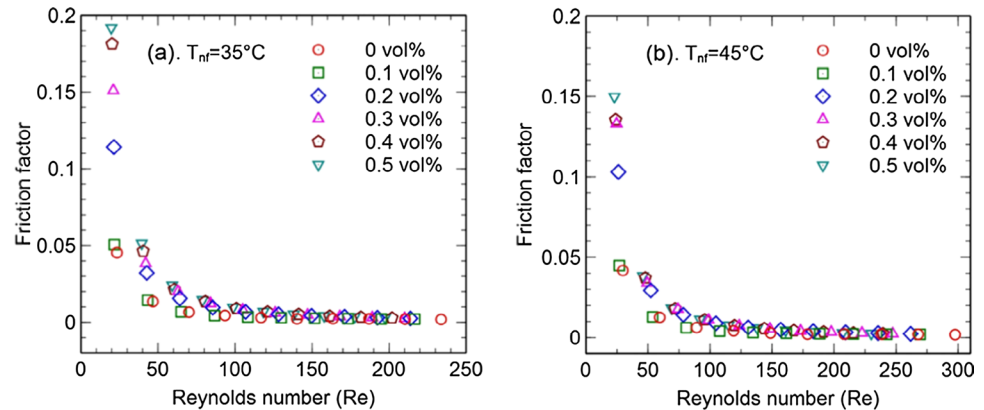 0.2
0.15
0.1
0.05
0
Friction factor
(a). Tnf=35°C
0 vol%
0.1 vol%
0.2 vol%
0.3 vol%
0.4 vol%
0.5 vol%
0 50 100 150 200 250
Reynolds number (Re)
0.2
0.15
0.1
0.05
0
Friction factor
(b). Tnf=45°C
0 vol%
0.1 vol%
0.2 vol%
0.3 vol%
0.4 vol%
0.5 vol%
0 50 100 150 200 250 300
Reynolds number (Re)